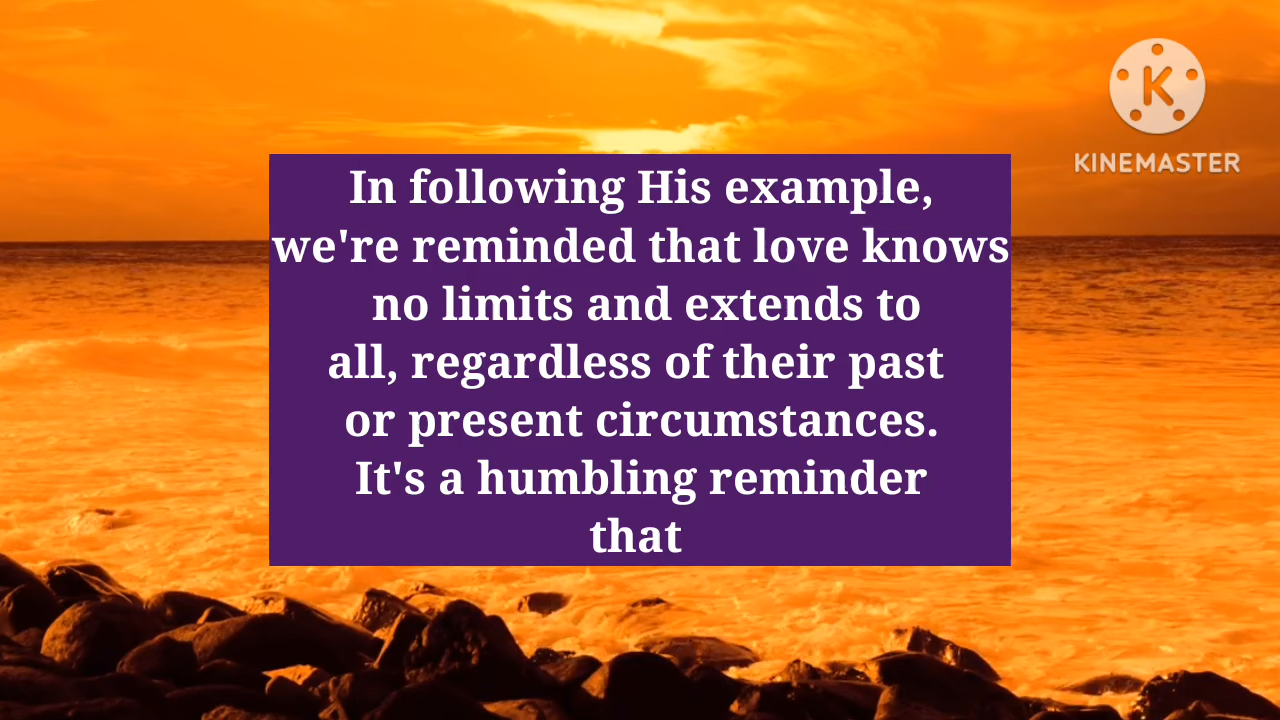 K
KINEMASTER
In following His example,
we're reminded that love knows
no limits and extends to
all, regardless of their past
or present circumstances.
It's a humbling reminder
that